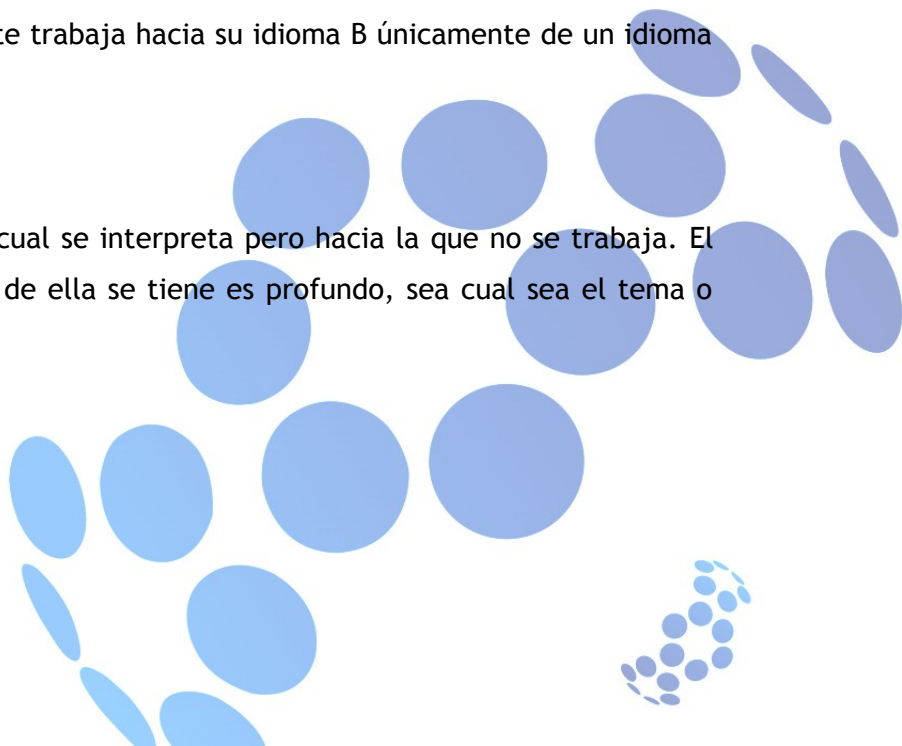 te trabaja hacia su idioma B únicamente de un idioma
cual se interpreta pero hacia la que no se trabaja. El
de ella se tiene es profundo, sea cual sea el tema o